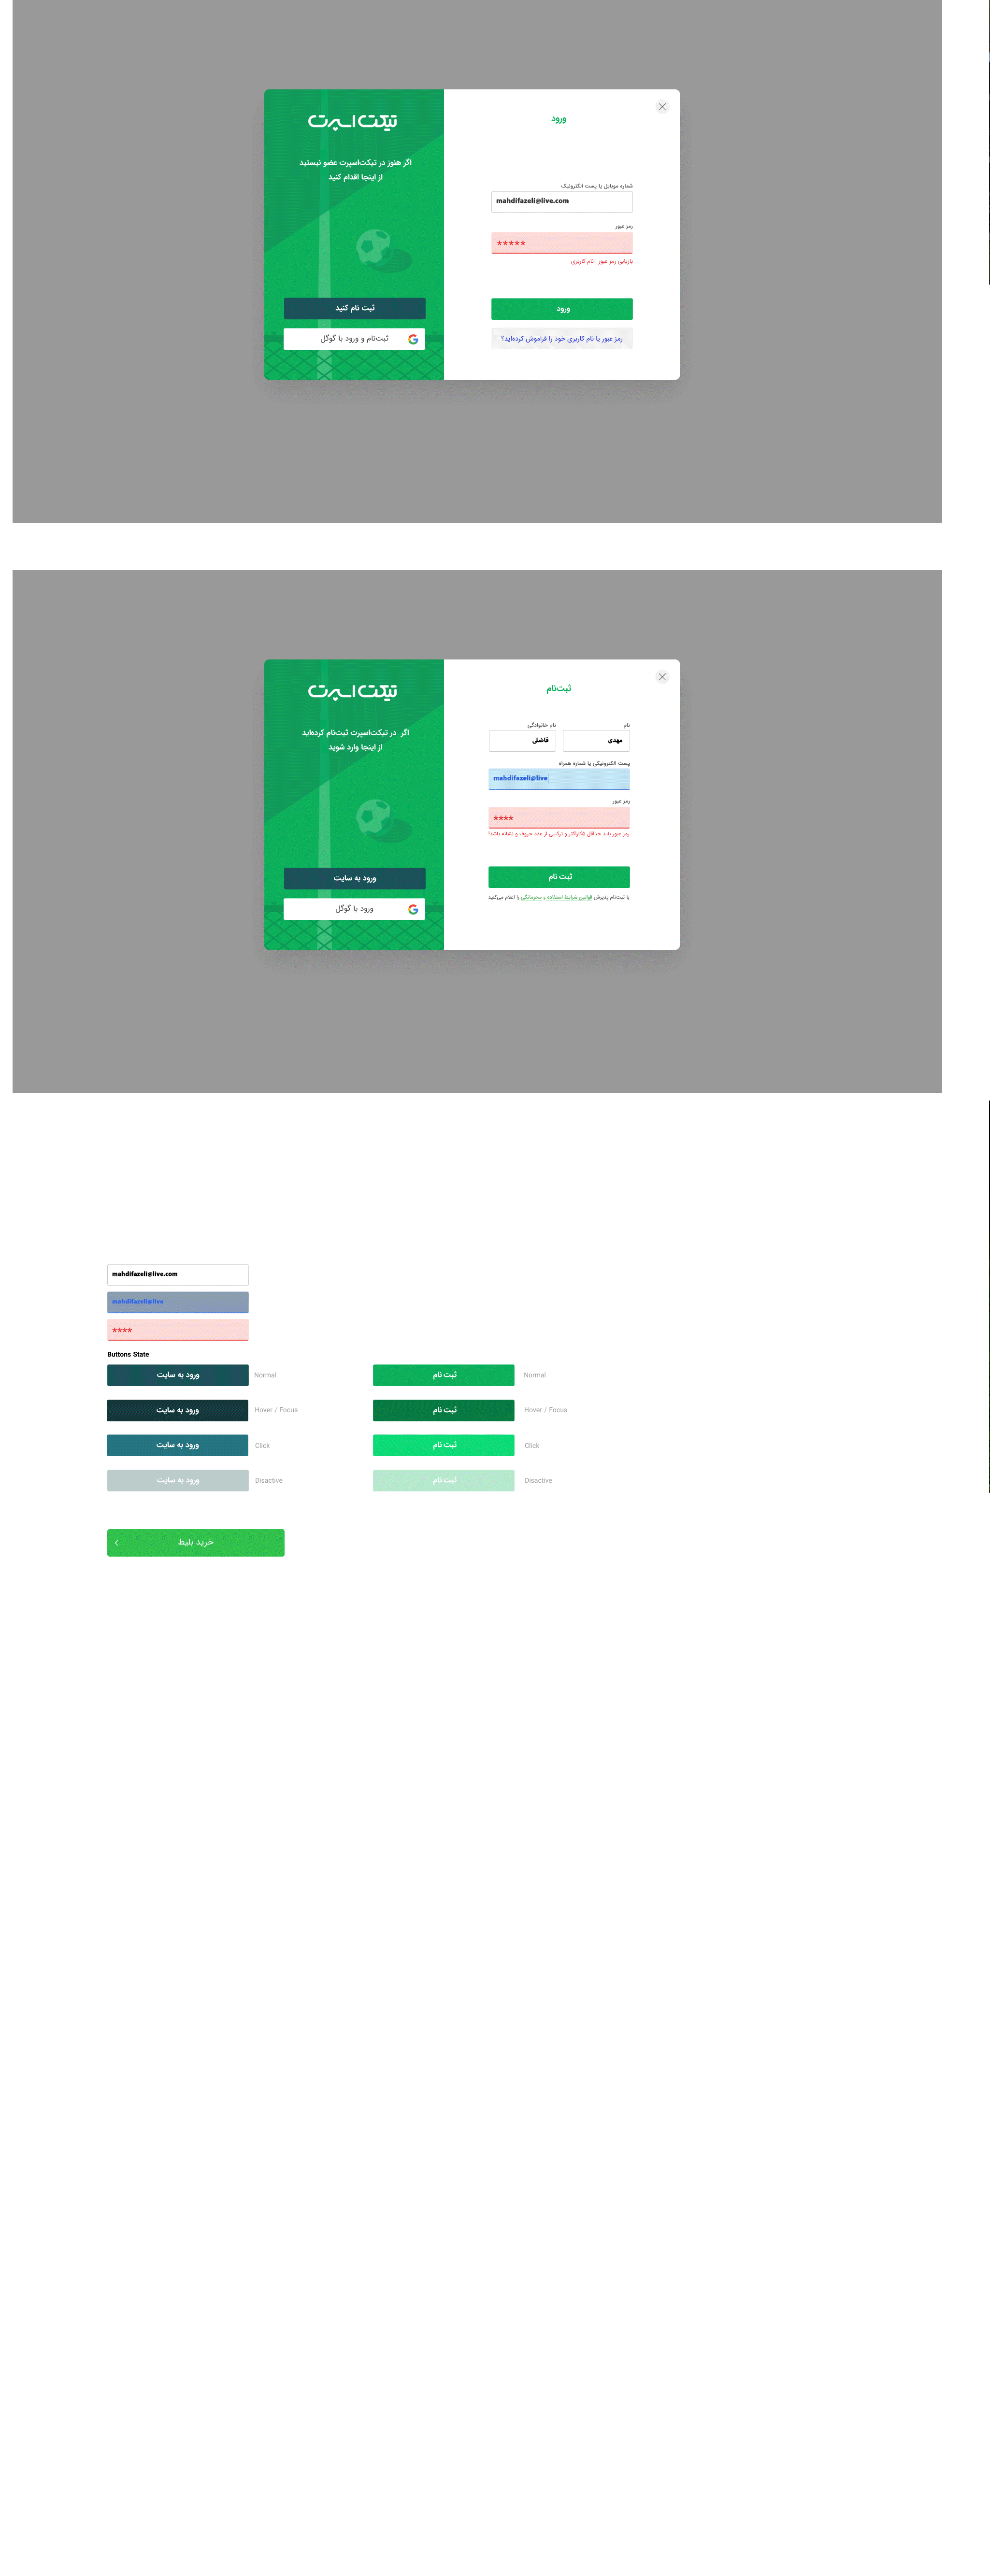 ورود
شماره موبایل یا پست الکترونیک
mahdifazeli@live.com
رمز عبور
*****
بازیابی رمز عبور | نام کاربری
ورود
رمز عبور یا نام کاربری خود را فراموش کرده‌اید؟
تیکت اسپرت
اگر هنوز در تیکت‌اسپرت عضو نیستید
از اینجا اقدام کنید
ثبت نام کنید
ثبت‌نام و ورود با گوگل
ثبت‌نام
نام
نام خانوادگی
مهدی
فاضلی
پست الکترونیکی یا شماره همراه
mahdifazeli@live
رمز عبور
****
رمز عبور باید حداقل ۵کاراکتر و ترکیبی از عدد حروف و نشانه باشد!
ثبت نام
با ثبت‌نام پذیرش قوانین شرایط استفاده و محرمانگی را اعلام می‌کنید
تیکت اسپرت
اگر در تیکت‌اسپرت ثبت‌نام کرده‌اید
از اینجا وارد شوید
ورود به سایت
ورود با گوگل
mahdifazeli@live.com
mahdifazeli@live
****
Buttons State
ورود به سایت Normal
ثبت نام Normal
ورود به سایت Hover / Focus
ثبت نام Hover / Focus
ورود به سایت Click
ثبت نام Click
ورود به سایت Disactive
ثبت نام Disactive
خرید بلیط